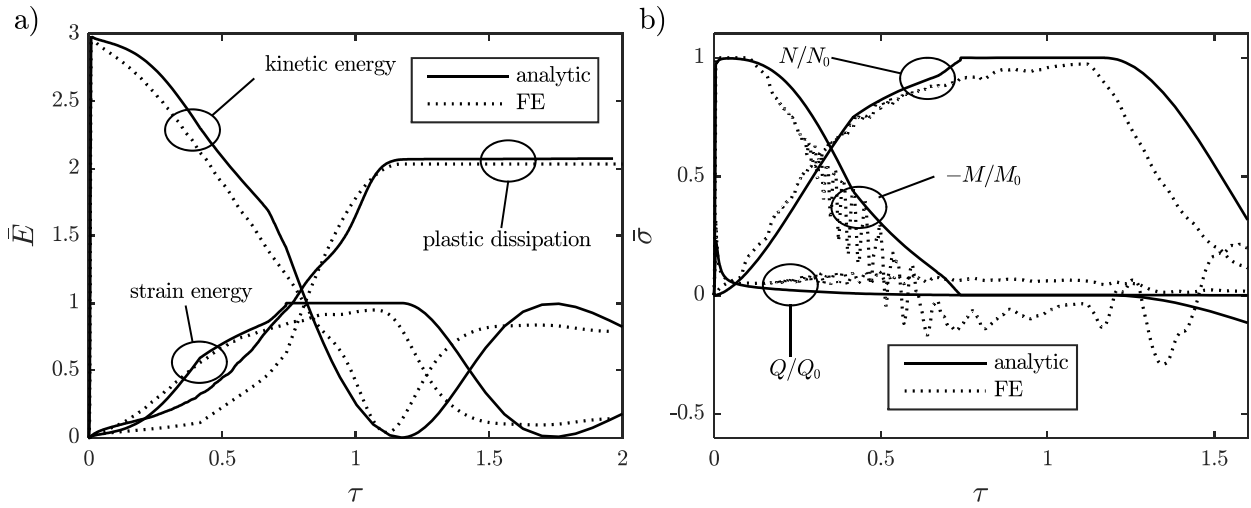 a)
3
2.5
2
1.5
1
0.5
0
0
0.5
1
1.5
2
Ē
τ
kinetic energy
analytic
FE
plastic dissipation
strain energy
b)
1
0.5
0
-0.5
0
0.5
1
1.5
σ̄
τ
N/N₀
−M/M₀
Q/Q₀
analytic
FE